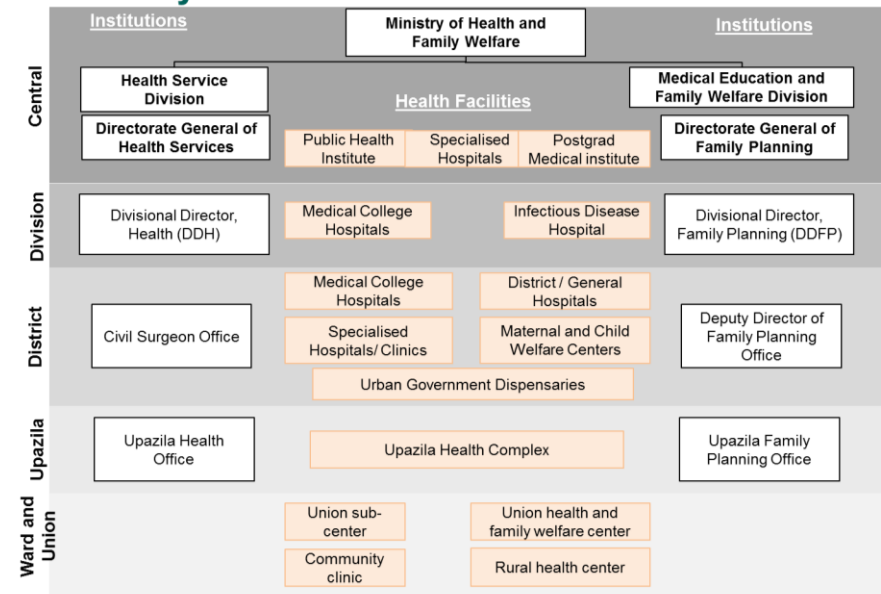 Institutions
Ministry of Health and
Family Welfare
Institutions
Central
Health Service
Division
Medical Education and
Family Welfare Division
Health Facilities
Directorate General of
Health Services
Public Health
Institute
Specialised
Hospitals
Postgrad
Medical institute
Directorate General of
Family Planning
Division
Divisional Director,
Health (DDH)
Medical College
Hospitals
Infectious Disease
Hospital
Divisional Director,
Family Planning (DDFP)
District
Civil Surgeon Office
Medical College
Hospitals
District / General
Hospitals
Specialised
Hospitals/ Clinics
Maternal and Child
Welfare Centers
Urban Government Dispensaries
Deputy Director of
Family Planning
Office
Upazila
Upazila Health
Office
Upazila Health Complex
Upazila Family
Planning Office
Ward and
Union
Union sub-
center
Union health and
family welfare center
Community
clinic
Rural health center